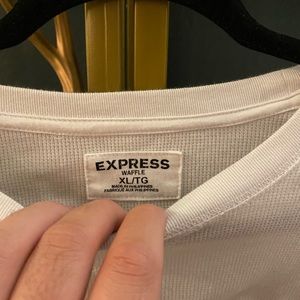 EXPRESS
WAFFLE
XL/TG
MADE IN PHILIPPINES
FABRIQUÉ AUX PHILIPPINES